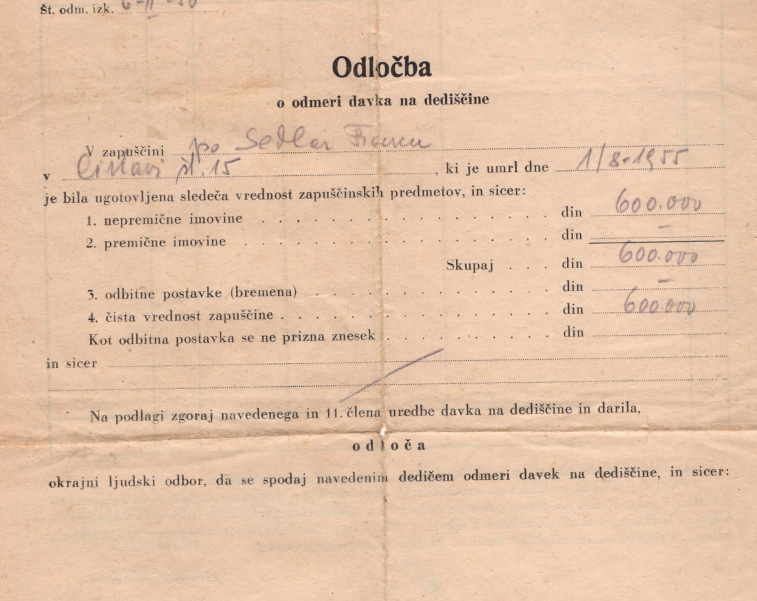 Št. odm. izk. 6-II-56
Odločba
o odmeri davka na dediščine
V zapuščini po Sedlar Francu
v št. 15, ki je umrl dne 1/8-1955
je bila ugotovljena sledeča vrednost zapuščinskih predmetov, in sicer:
1. nepremične imovine . . . . . . . . . . . . din 600.000
2. premične imovine . . . . . . . . . . . . . din –
Skupaj . . . din 600.000
3. odbitne postavke (bremena) . . . . . . . . . . din –
4. čista vrednost zapuščine . . . . . . . . . . . din 600.000
Kot odbitna postavka se ne prizna znesek . . . . . . . din
in sicer
Na podlagi zgoraj navedenega in 11. člena uredbe davka na dediščine in darila,
odloča
okrajni ljudski odbor, da se spodaj navedenim dedičem odmeri davek na dediščine, in sicer: